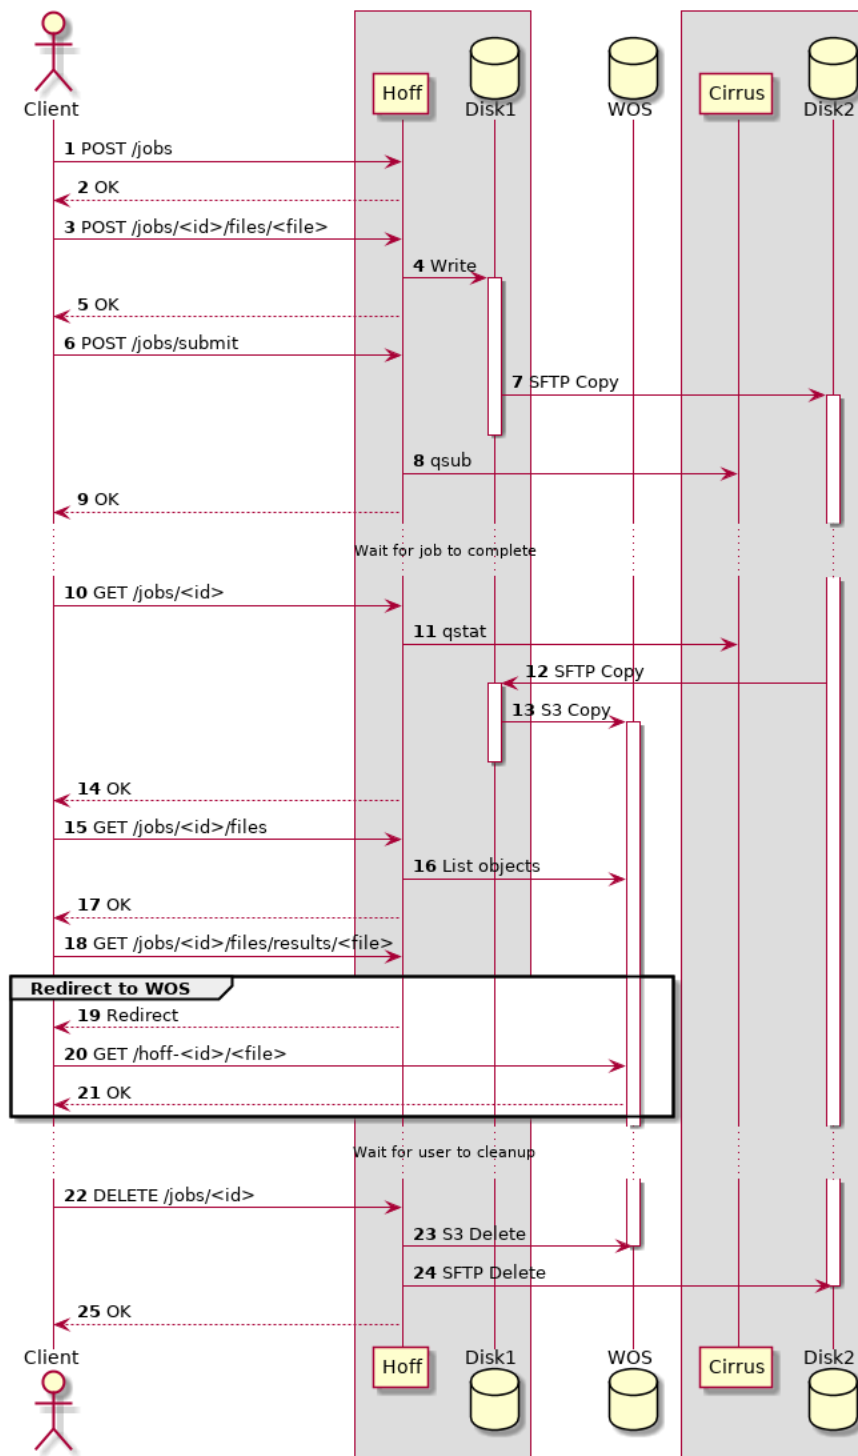 Client
Hoff
Disk1
WOS
Cirrus
Disk2
1 POST /jobs
2 OK
3 POST /jobs/<id>/files/<file>
4 Write
5 OK
6 POST /jobs/submit
7 SFTP Copy
8 qsub
9 OK
Wait for job to complete
10 GET /jobs/<id>
11 qstat
12 SFTP Copy
13 S3 Copy
14 OK
15 GET /jobs/<id>/files
16 List objects
17 OK
18 GET /jobs/<id>/files/results/<file>
Redirect to WOS
19 Redirect
20 GET /hoff-<id>/<file>
21 OK
Wait for user to cleanup
22 DELETE /jobs/<id>
23 S3 Delete
24 SFTP Delete
25 OK
Client
Hoff
Disk1
WOS
Cirrus
Disk2